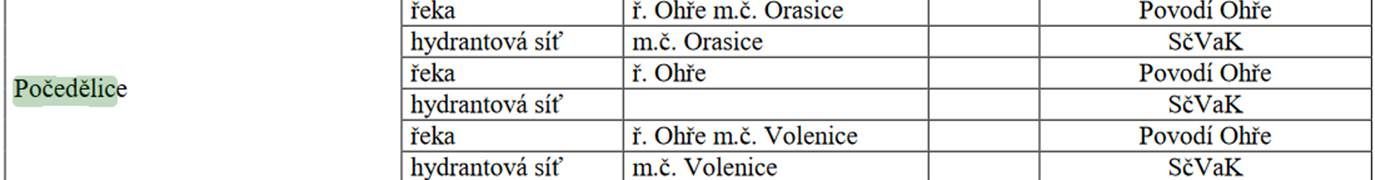 řeka ř. Ohře m.č. Orasice Povodí Ohře
hydrantová síť m.č. Orasice SčVaK
řeka ř. Ohře Povodí Ohře
Počedělice
hydrantová síť SčVaK
řeka ř. Ohře m.č. Volenice Povodí Ohře
hydrantová síť m.č. Volenice SčVaK